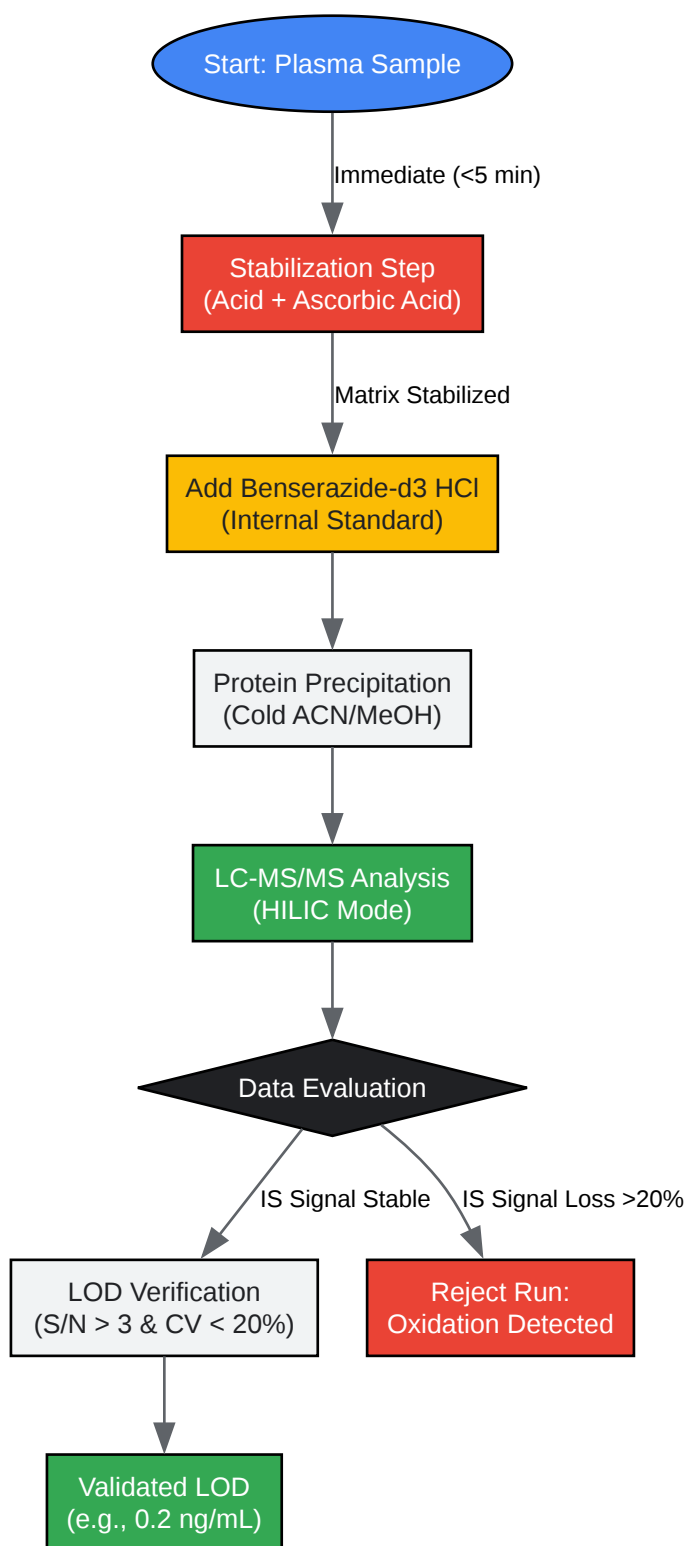 Start: Plasma Sample
Immediate (<5 min)
Stabilization Step
(Acid + Ascorbic Acid)
Matrix Stabilized
Add Benserazide-d3 HCl
(Internal Standard)
Protein Precipitation
(Cold ACN/MeOH)
LC-MS/MS Analysis
(HILIC Mode)
Data Evaluation
IS Signal Stable
IS Signal Loss >20%
LOD Verification
(S/N > 3 & CV < 20%)
Reject Run:
Oxidation Detected
Validated LOD
(e.g., 0.2 ng/mL)